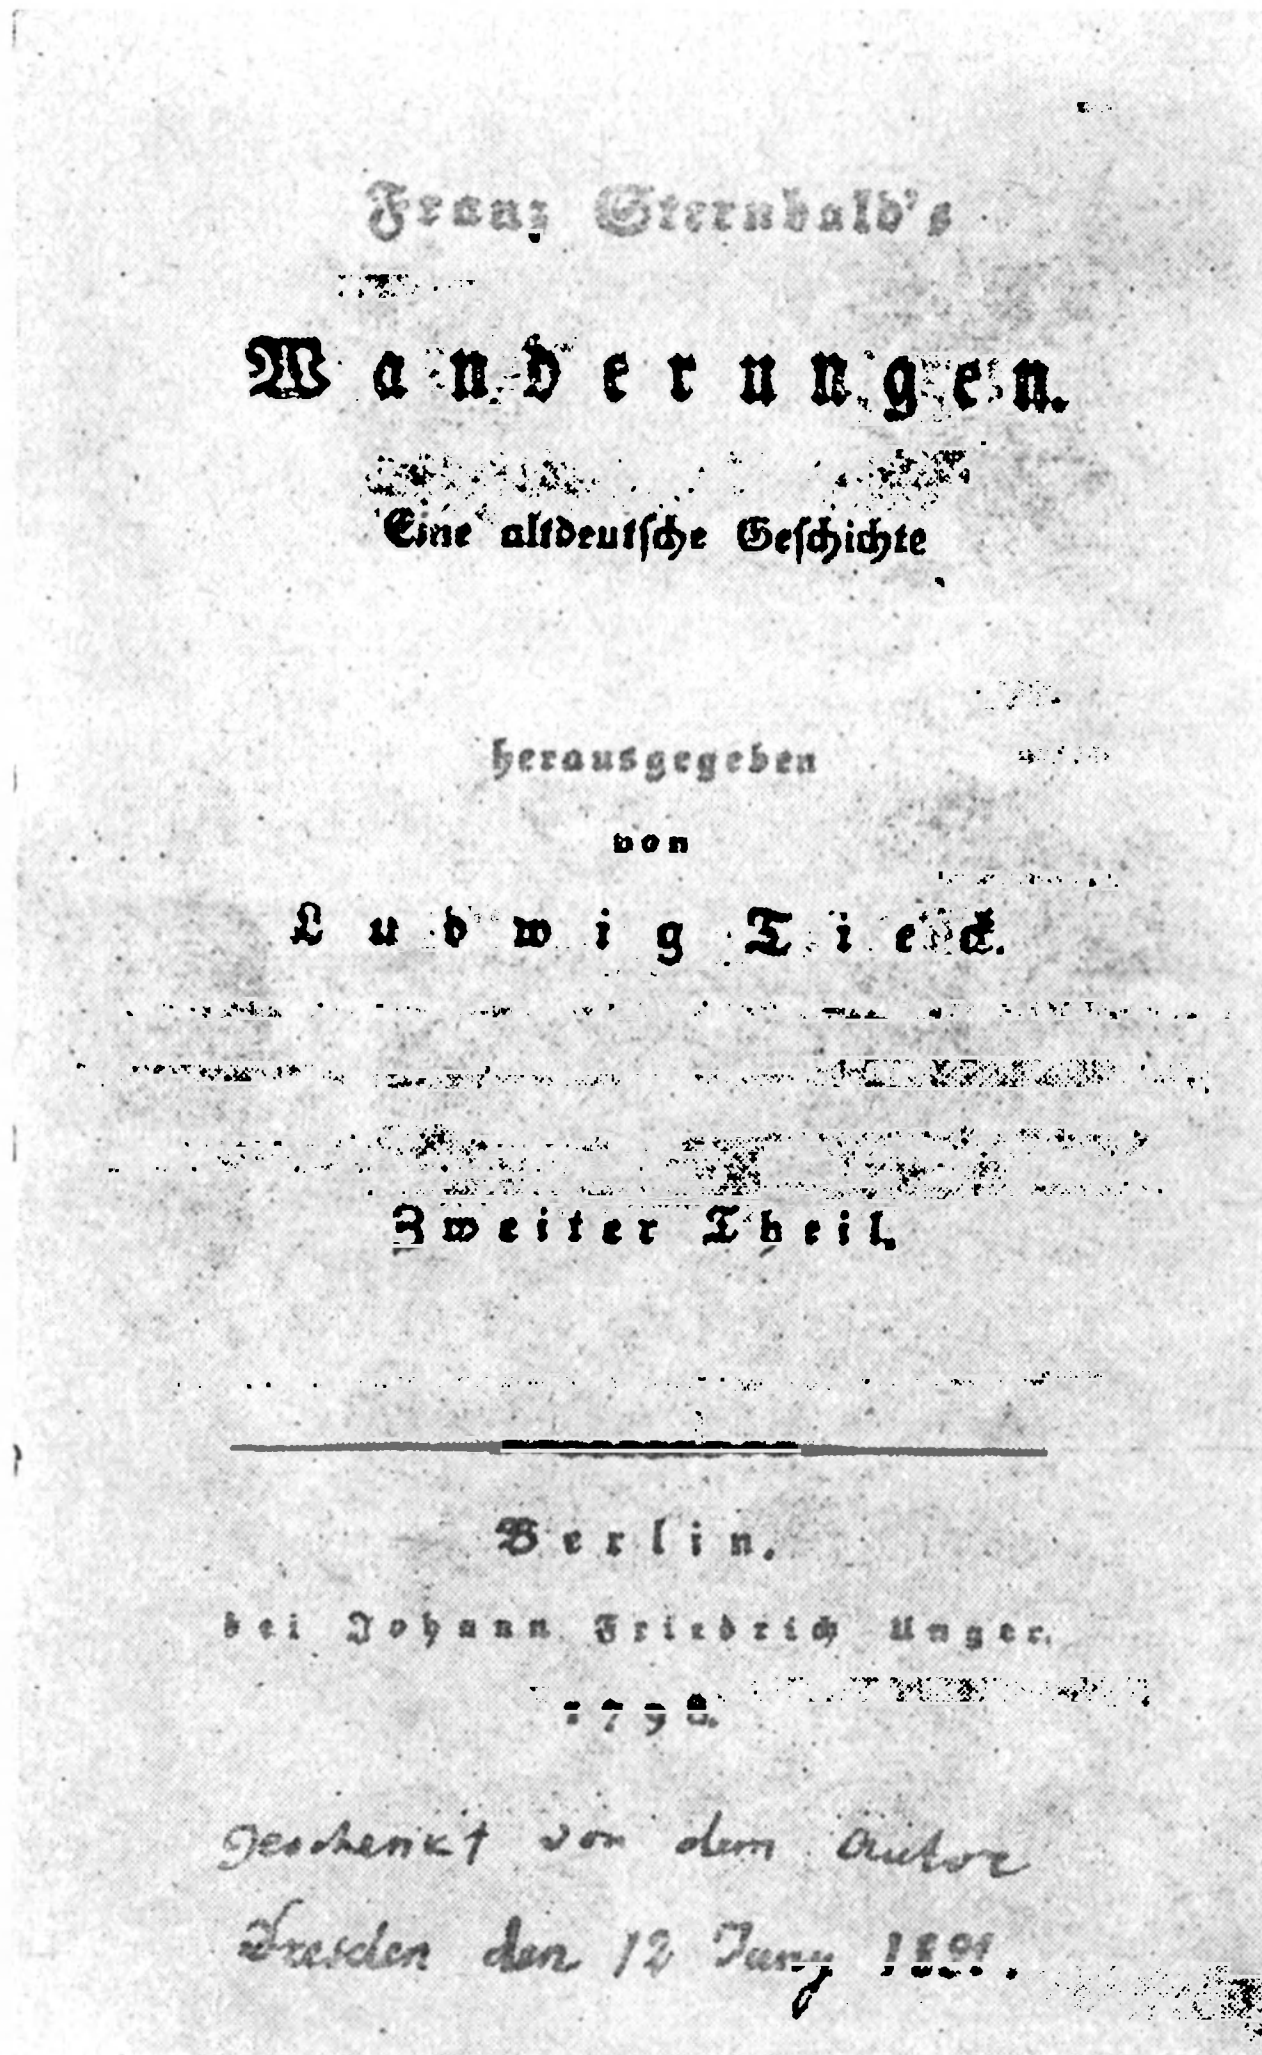 Franz Sternbald's
Wanderungen.
Eine altdeutsche Geschichte
herausgegeben
von
Ludwig Tieck.
Zweiter Theil.
Berlin.
bei Johann Friedrich Unger.
1798.
geschenkt von dem Autor
Dresden den 12 Juny